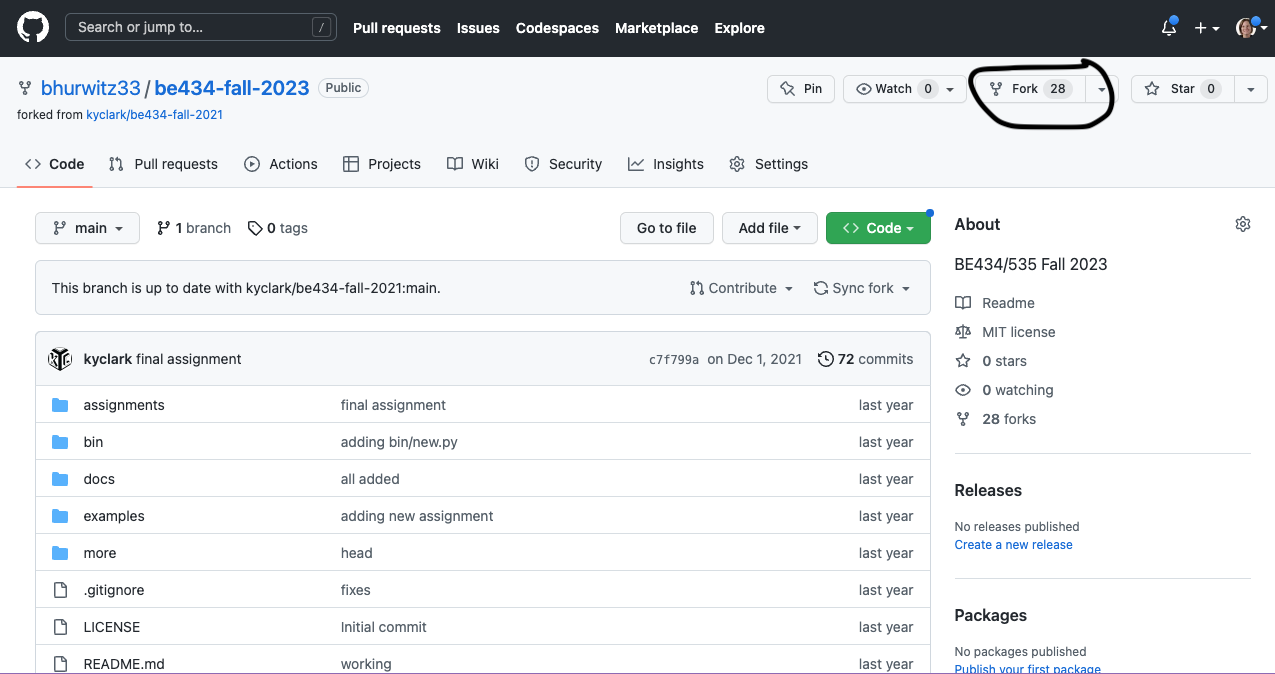 Search or jump to... /
Pull requests Issues Codespaces Marketplace Explore
bhurwitz33 / be434-fall-2023 Public
Pin Watch 0 Fork 28 Star 0
forked from kyclark/be434-fall-2021
Code Pull requests Actions Projects Wiki Security Insights Settings
main 1 branch 0 tags Go to file Add file Code
This branch is up to date with kyclark/be434-fall-2021:main. Contribute Sync fork
kyclark final assignment c7f799a on Dec 1, 2021 72 commits
assignments final assignment last year
bin adding bin/new.py last year
docs all added last year
examples adding new assignment last year
more head last year
.gitignore fixes last year
LICENSE Initial commit last year
README.md working last year
About
BE434/535 Fall 2023
Readme
MIT license
0 stars
0 watching
28 forks
Releases
No releases published
Create a new release
Packages
No packages published
Publish your first package